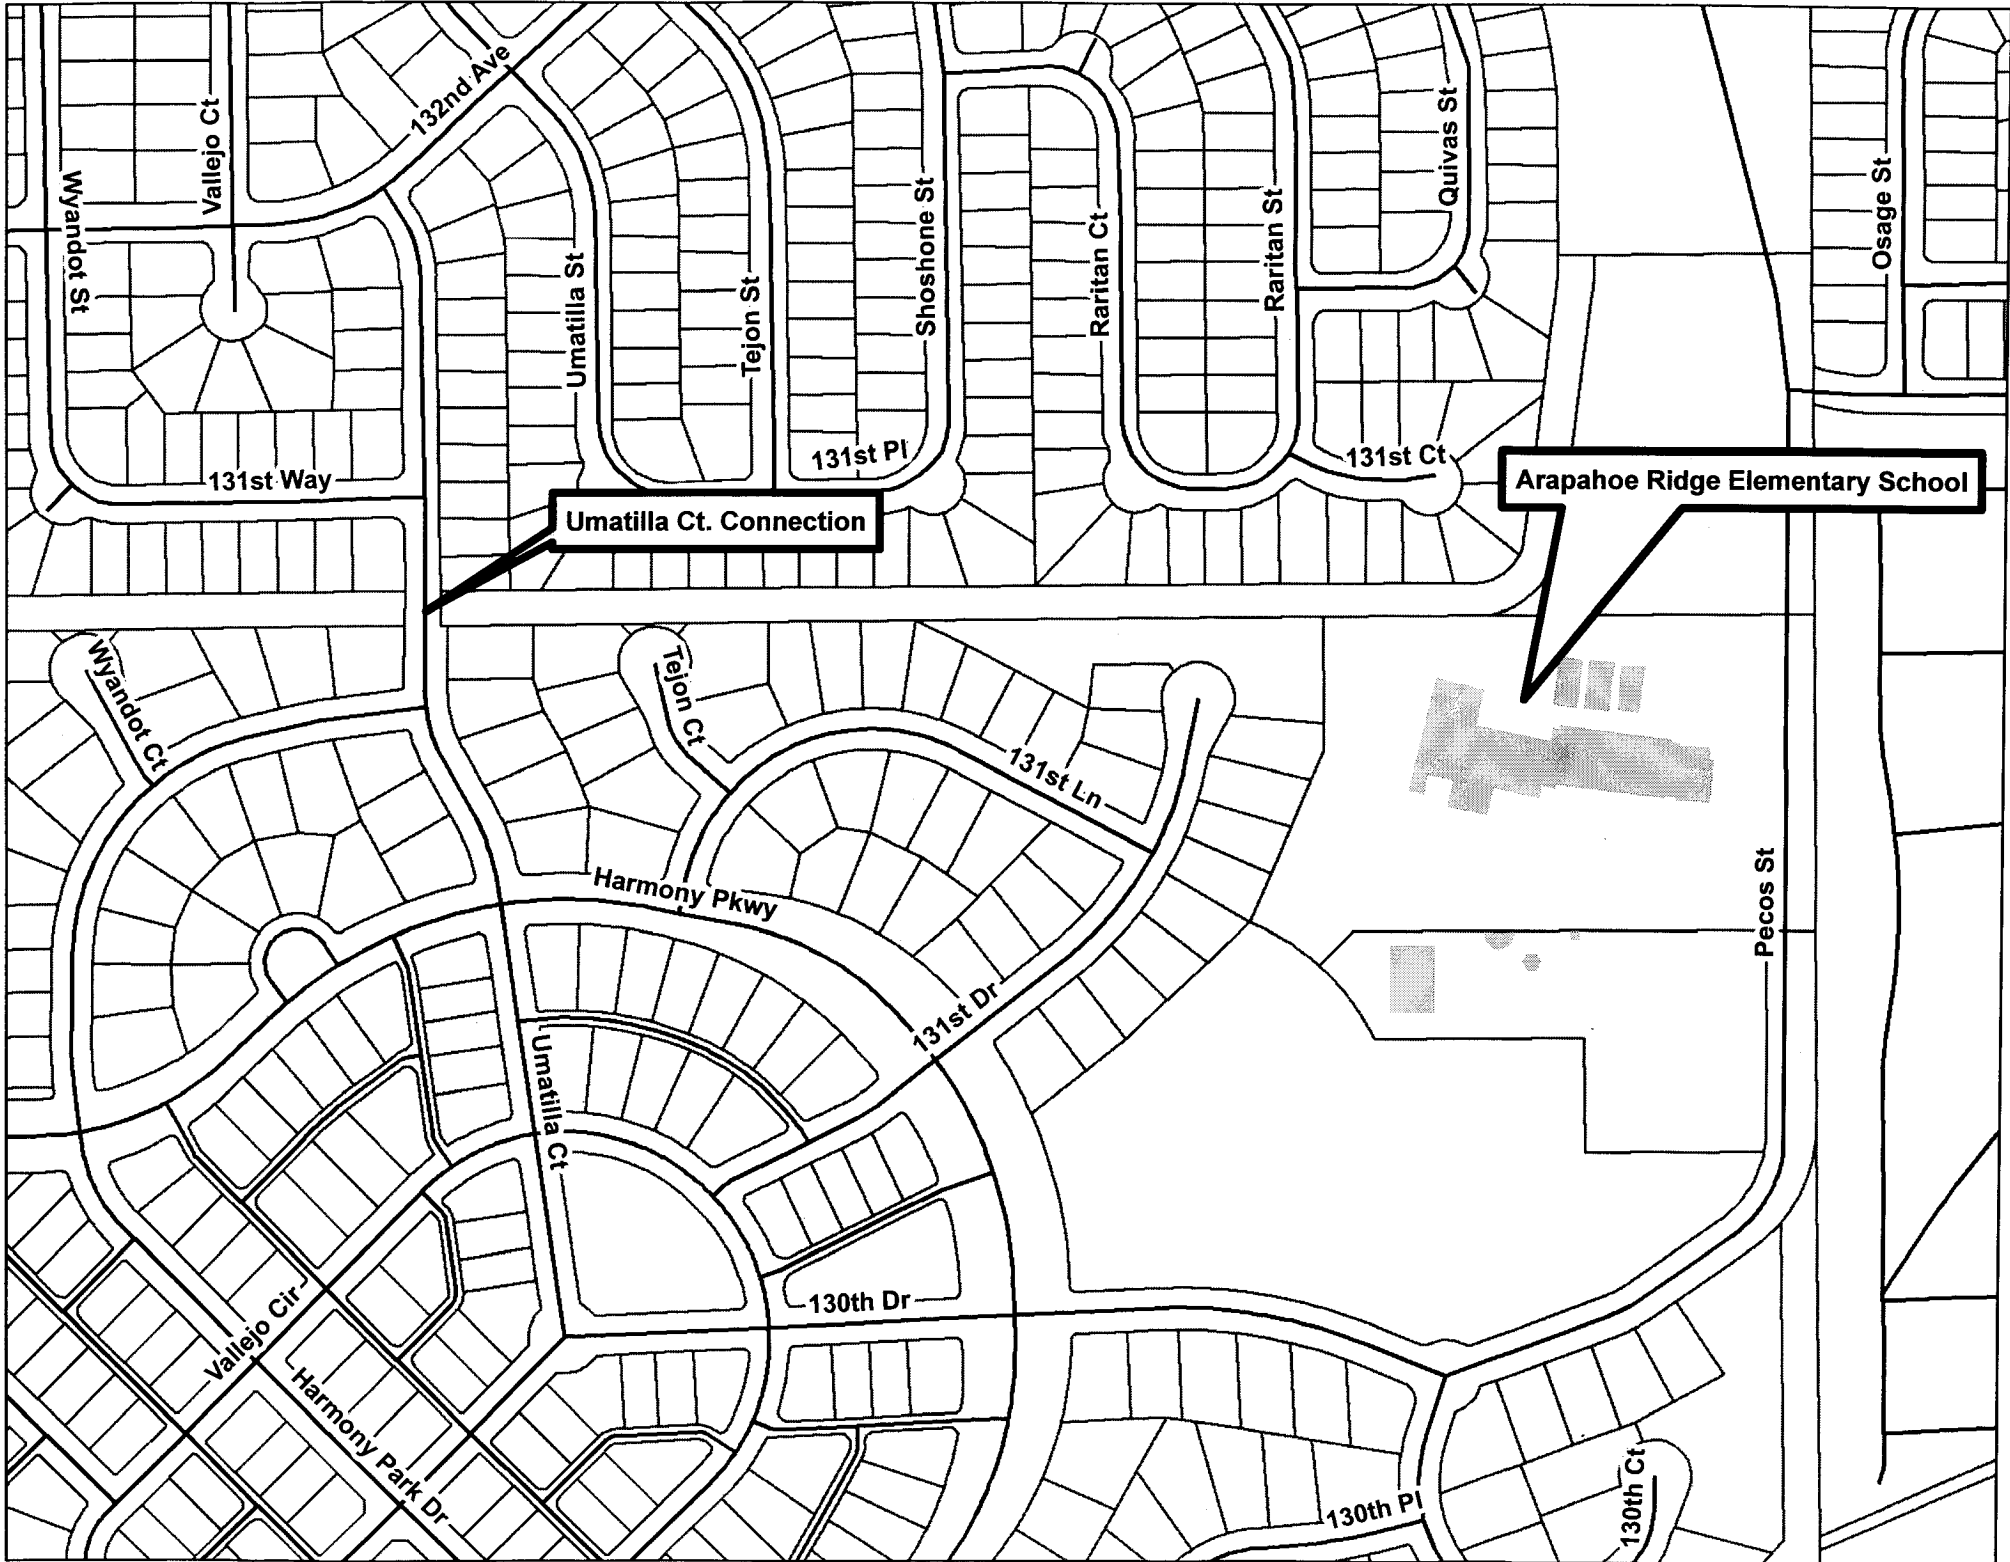 132nd Ave
Vallejo Ct
Wyandot St
Umatilla St
Tejon St
Shoshone St
Raritan Ct
Raritan St
Quivas St
Osage St
131st Way
131st Pl
131st Ct
Arapahoe Ridge Elementary School
Umatilla Ct. Connection
Wyandot Ct
Tejon Ct
131st Ln
Harmony Pkwy
Pecos St
131st Dr
Umatilla Ct
130th Dr
Vallejo Cir
Harmony Park Dr
130th Pl
130th Ct